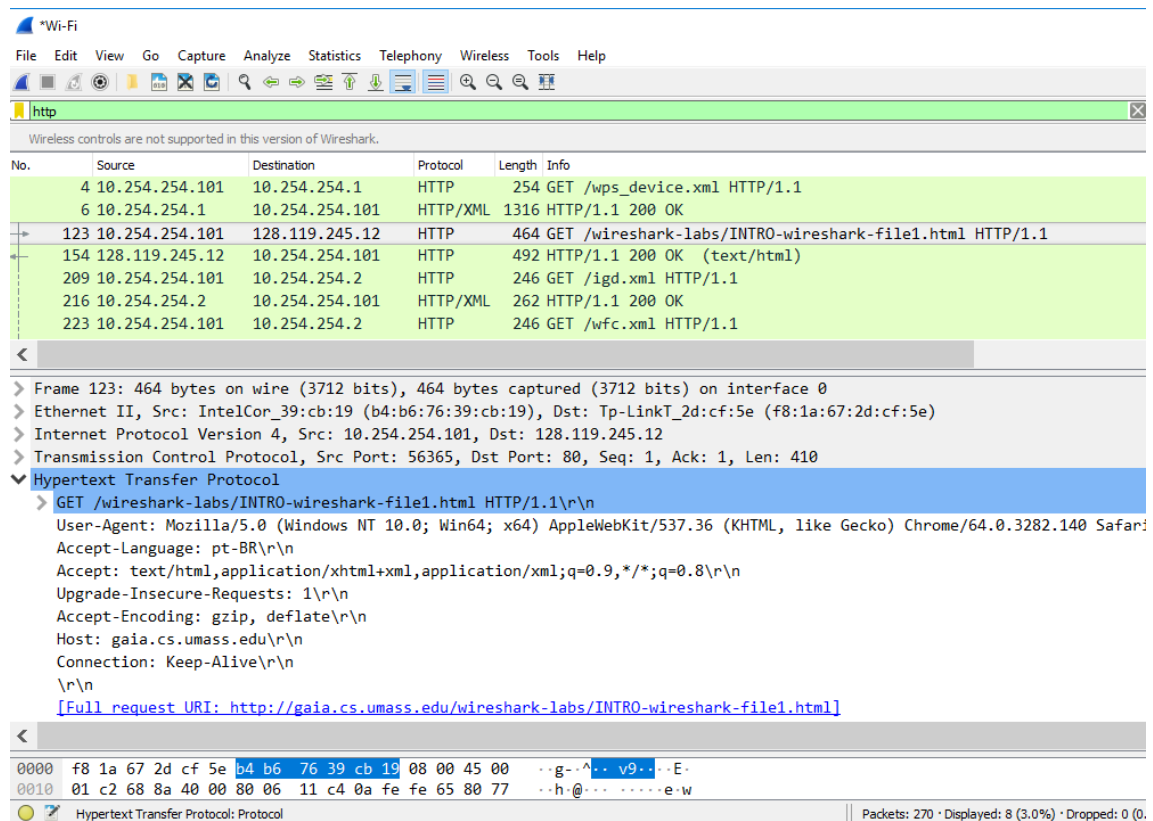 *Wi-Fi
File Edit View Go Capture Analyze Statistics Telephony Wireless Tools Help
http
Wireless controls are not supported in this version of Wireshark.
No. Source Destination Protocol Length Info
4 10.254.254.101 10.254.254.1 HTTP 254 GET /wps_device.xml HTTP/1.1
6 10.254.254.1 10.254.254.101 HTTP/XML 1316 HTTP/1.1 200 OK
123 10.254.254.101 128.119.245.12 HTTP 464 GET /wireshark-labs/INTRO-wireshark-file1.html HTTP/1.1
154 128.119.245.12 10.254.254.101 HTTP 492 HTTP/1.1 200 OK (text/html)
209 10.254.254.101 10.254.254.2 HTTP 246 GET /igd.xml HTTP/1.1
216 10.254.254.2 10.254.254.101 HTTP/XML 262 HTTP/1.1 200 OK
223 10.254.254.101 10.254.254.2 HTTP 246 GET /wfc.xml HTTP/1.1
Frame 123: 464 bytes on wire (3712 bits), 464 bytes captured (3712 bits) on interface 0
Ethernet II, Src: IntelCor_39:cb:19 (b4:b6:76:39:cb:19), Dst: Tp-LinkT_2d:cf:5e (f8:1a:67:2d:cf:5e)
Internet Protocol Version 4, Src: 10.254.254.101, Dst: 128.119.245.12
Transmission Control Protocol, Src Port: 56365, Dst Port: 80, Seq: 1, Ack: 1, Len: 410
Hypertext Transfer Protocol
GET /wireshark-labs/INTRO-wireshark-file1.html HTTP/1.1\r\n
User-Agent: Mozilla/5.0 (Windows NT 10.0; Win64; x64) AppleWebKit/537.36 (KHTML, like Gecko) Chrome/64.0.3282.140 Safari
Accept-Language: pt-BR\r\n
Accept: text/html,application/xhtml+xml,application/xml;q=0.9,*/*;q=0.8\r\n
Upgrade-Insecure-Requests: 1\r\n
Accept-Encoding: gzip, deflate\r\n
Host: gaia.cs.umass.edu\r\n
Connection: Keep-Alive\r\n
\r\n
[Full request URI: http://gaia.cs.umass.edu/wireshark-labs/INTRO-wireshark-file1.html]
0000 f8 1a 67 2d cf 5e b4 b6 76 39 cb 19 08 00 45 00 ··g-·^·· v9····E·
0010 01 c2 68 8a 40 00 80 06 11 c4 0a fe fe 65 80 77 ··h·@··· ·····e·w
Hypertext Transfer Protocol: Protocol Packets: 270 · Displayed: 8 (3.0%) · Dropped: 0 (0.